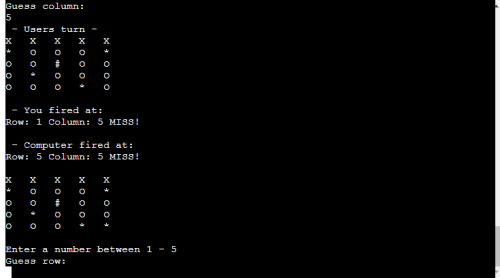 Guess column:
5
- Users turn -
X X X X X
* O O O *
O O # O O
O * O O O
O O O * O
- You fired at:
Row: 1 Column: 5 MISS!
- Computer fired at:
Row: 5 Column: 5 MISS!
X X X X X
* O O O *
O O # O O
O * O O O
O O O * *
Enter a number between 1 - 5
Guess row: